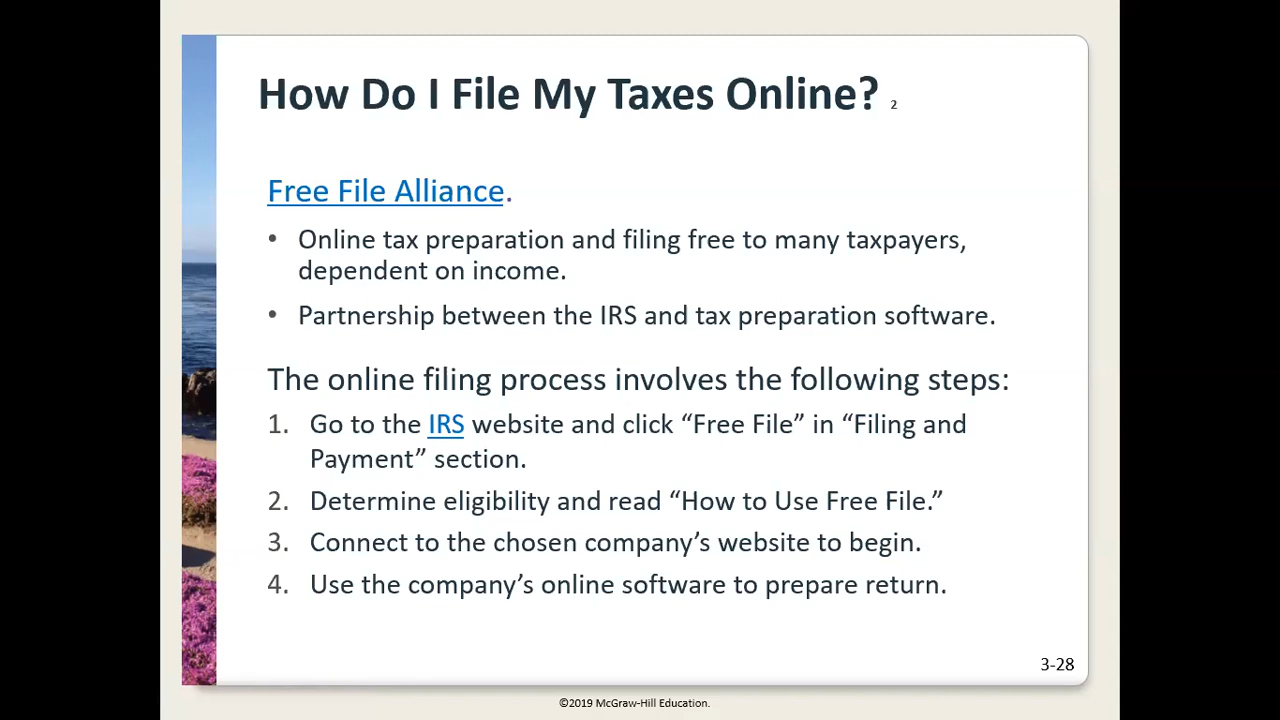 How Do I File My Taxes Online? 2
Free File Alliance.
• Online tax preparation and filing free to many taxpayers,
dependent on income.
• Partnership between the IRS and tax preparation software.
The online filing process involves the following steps:
1. Go to the IRS website and click “Free File” in “Filing and
Payment” section.
2. Determine eligibility and read “How to Use Free File.”
3. Connect to the chosen company’s website to begin.
4. Use the company’s online software to prepare return.
3-28
©2019 McGraw-Hill Education.